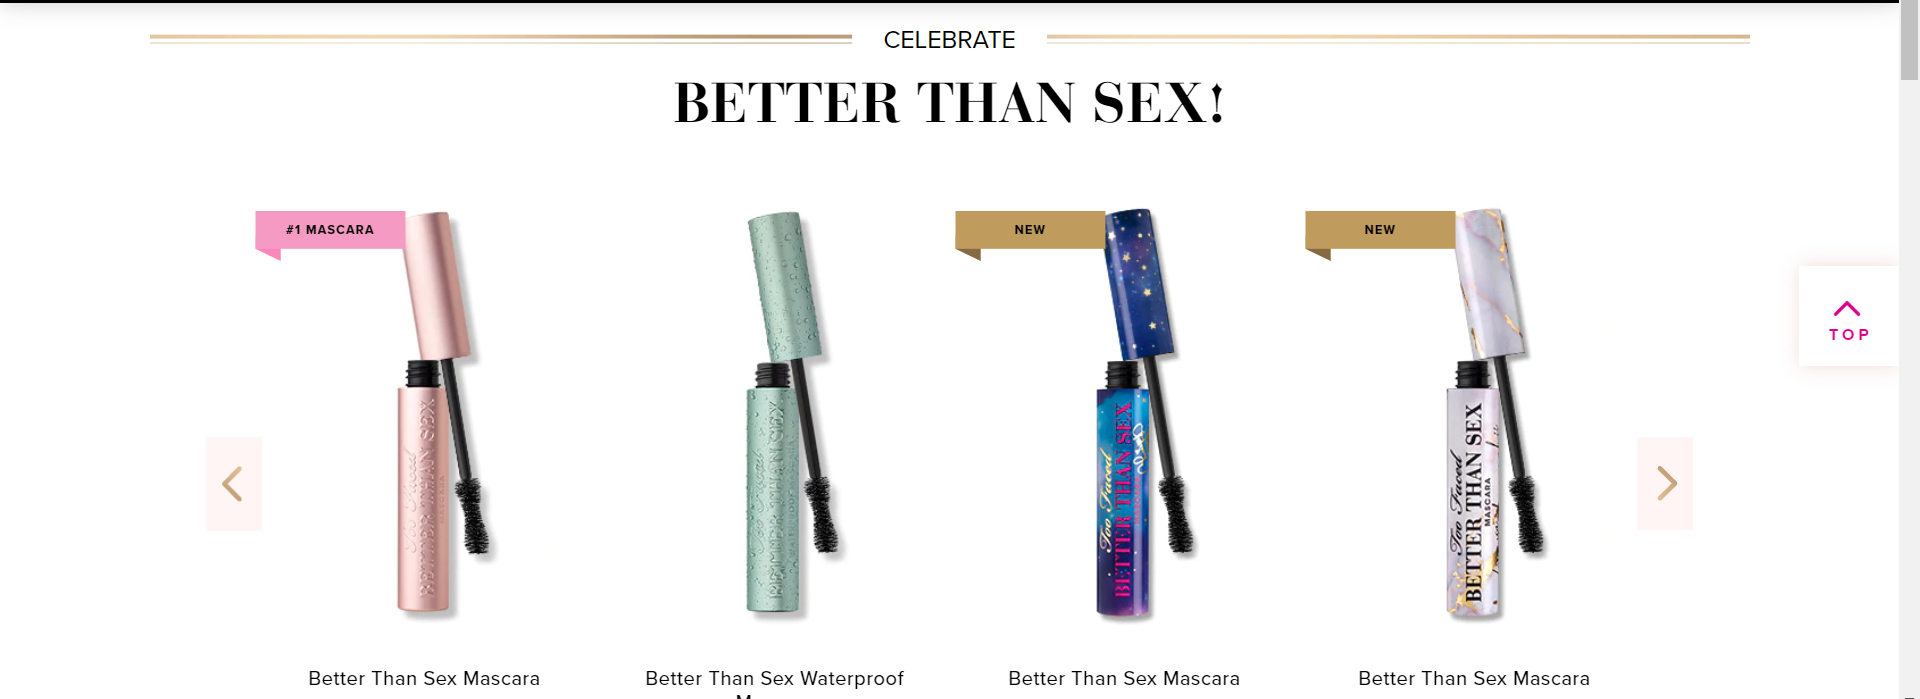 CELEBRATE
BETTER THAN SEX!
#1 MASCARA
NEW
NEW
Too Faced
BETTER THAN SEX
Too Faced
BETTER THAN SEX
Too Faced
BETTER THAN SEX
Too Faced
BETTER THAN SEX
MASCARA
TOP
Better Than Sex Mascara
Better Than Sex Waterproof
Better Than Sex Mascara
Better Than Sex Mascara